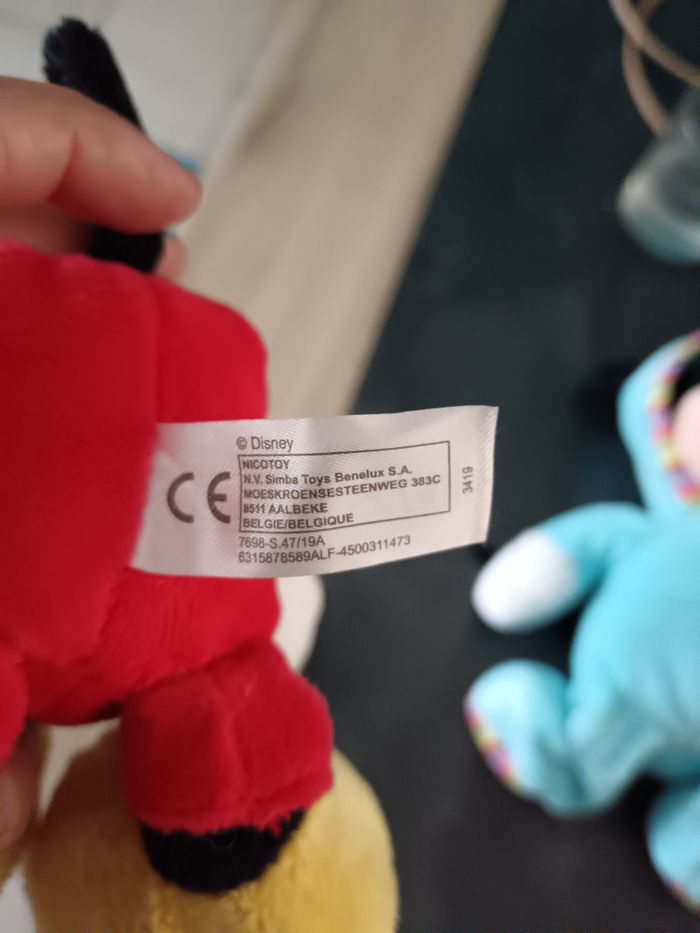 © Disney
CE
NICOTOY
N.V. Simba Toys Benelux S.A.
MOESKROENSESTEENWEG 383C
8511 AALBEKE
BELGIE/BELGIQUE
7698-S.47/19A
6315878589ALF-4500311473
3419